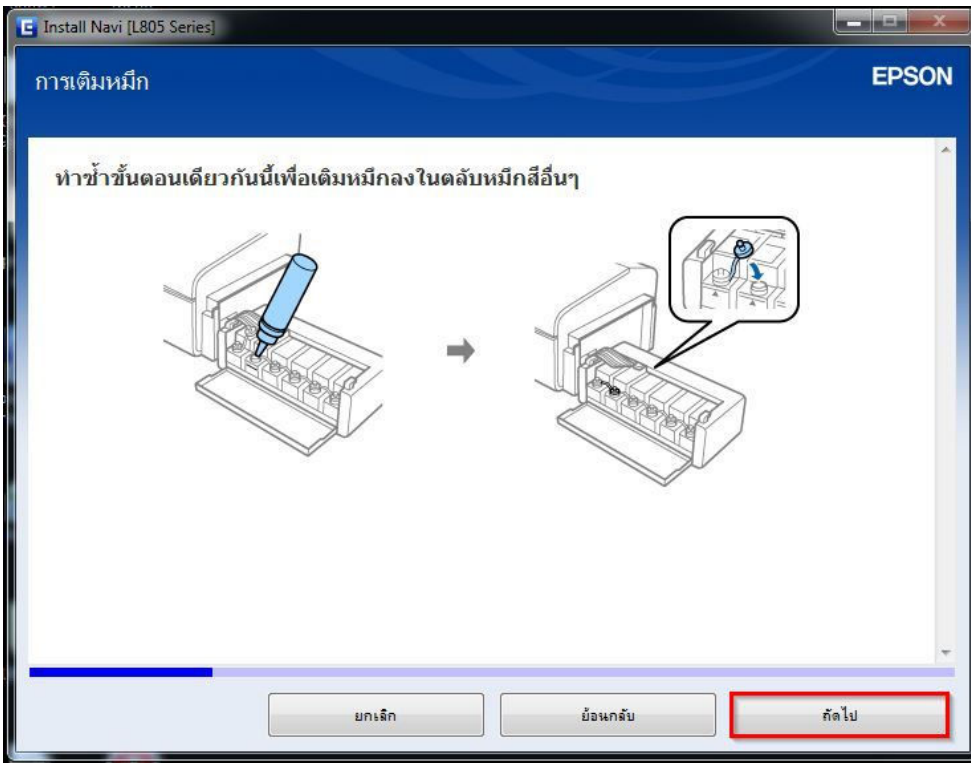 Install Navi [L805 Series]
การเติมหมึก
EPSON
ทำซ้ำขั้นตอนเดียวกันนี้เพื่อเติมหมึกลงในตลับหมึกสีอื่นๆ
ยกเลิก
ย้อนกลับ
ถัดไป